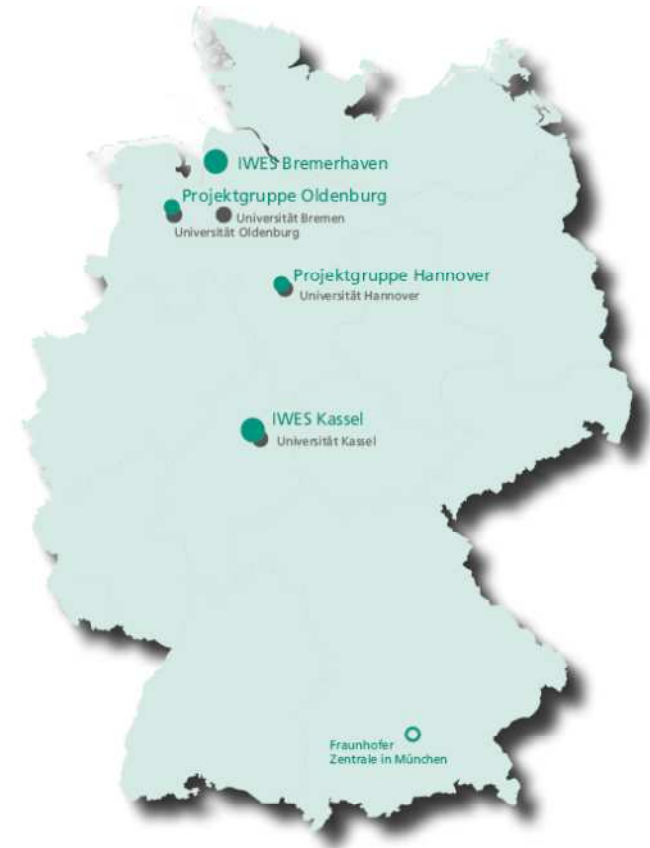 IWES Bremerhaven
Projektgruppe Oldenburg
Universität Bremen
Universität Oldenburg
Projektgruppe Hannover
Universität Hannover
IWES Kassel
Universität Kassel
Fraunhofer
Zentrale in München